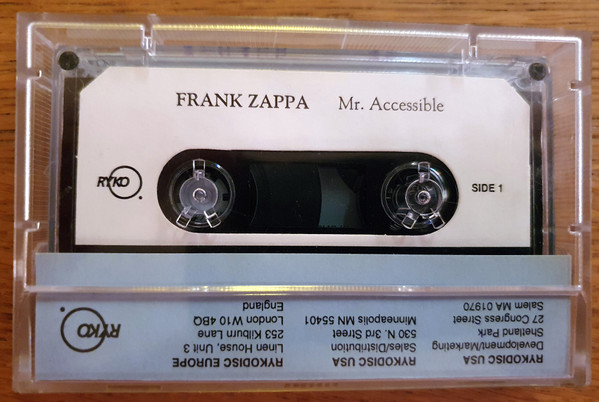 FRANK ZAPPA Mr. Accessible
RYKO
SIDE 1
RYKODISC USA
Development/Marketing
Shetland Park
27 Congress Street
Salem MA 01970
RYKODISC USA
Sales/Distribution
530 N. 3rd Street
Minneapolis MN 55401
RYKODISC EUROPE
Linen House, Unit 3
253 Kilburn Lane
London W10 4BQ
England
RYKO